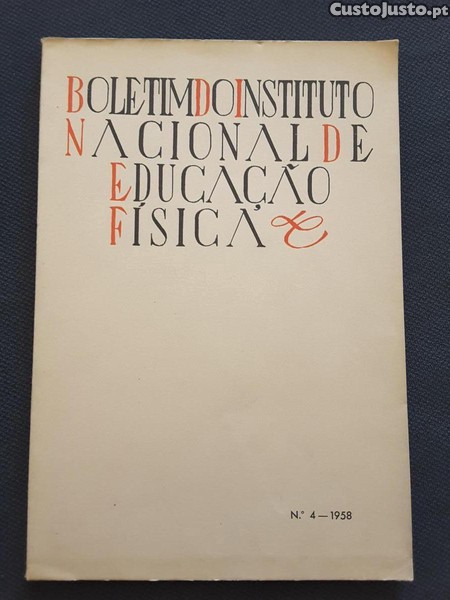 CustoJusto.pt
BOLETIMDOINSTITUTO
NACIONALDE
EDUCAÇÃO
FÍSICA
N.º 4 — 1958